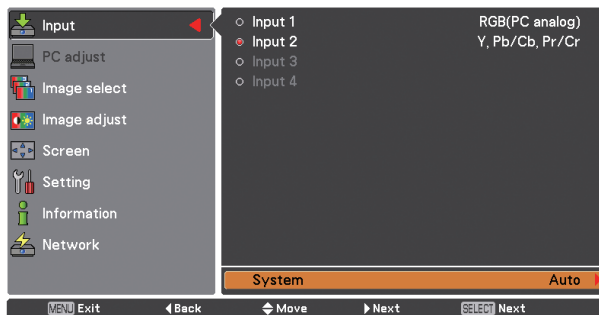 Input
PC adjust
Image select
Image adjust
Screen
Setting
Information
Network
Input 1 RGB(PC analog)
Input 2 Y, Pb/Cb, Pr/Cr
Input 3
Input 4
System Auto
MENU Exit Back Move Next SELECT Next